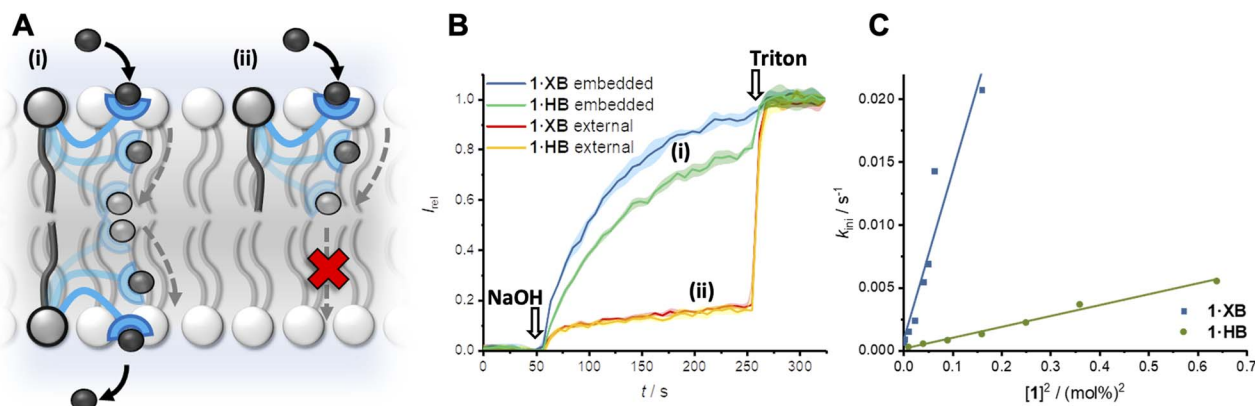 A
(i)
(ii)
B
Triton
1·XB embedded
1·HB embedded
1·XB external
1·HB external
(i)
(ii)
NaOH
1.0
0.8
0.6
0.4
0.2
0.0
I rel
0
50
100
150
200
250
300
t / s
C
0.020
0.015
0.010
0.005
0.000
k ini / s⁻¹
1·XB
1·HB
0.0
0.1
0.2
0.3
0.4
0.5
0.6
0.7
[1]² / (mol%)²